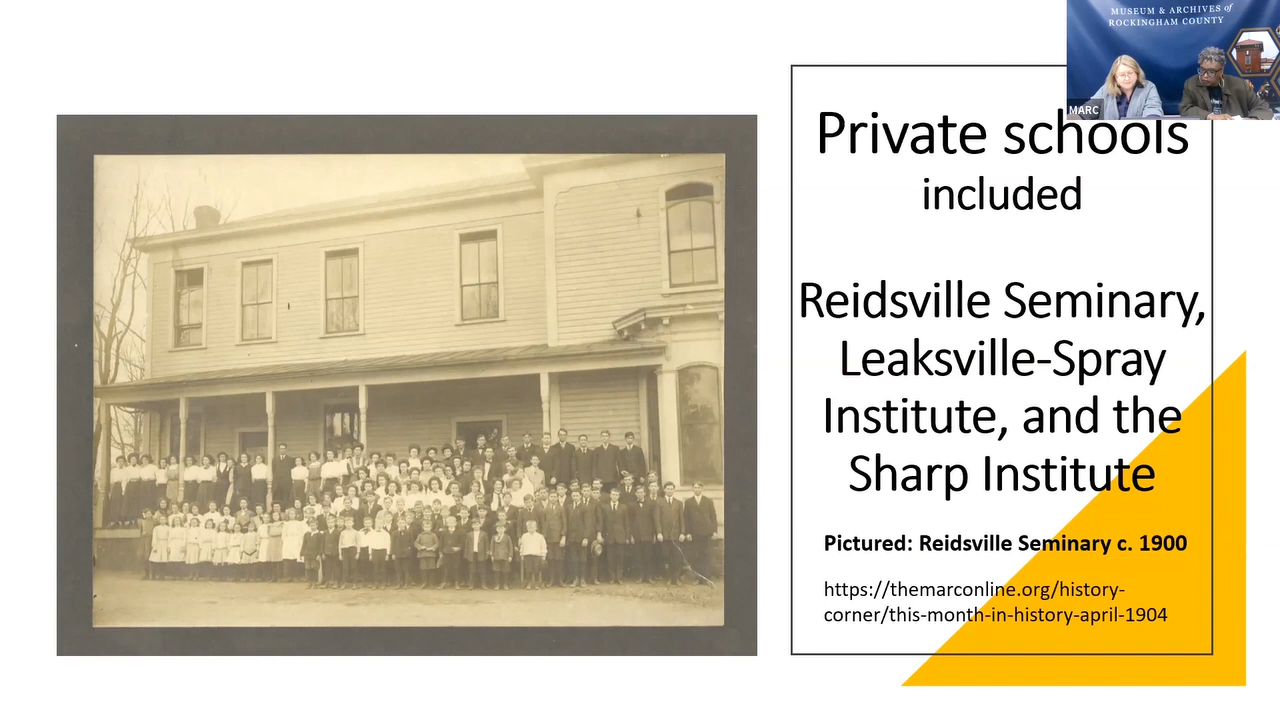 MUSEUM & ARCHIVES of
ROCKINGHAM COUNTY
MARC
Private schools
included
Reidsville Seminary,
Leaksville-Spray
Institute, and the
Sharp Institute
Pictured: Reidsville Seminary c. 1900
https://themarconline.org/history-
corner/this-month-in-history-april-1904